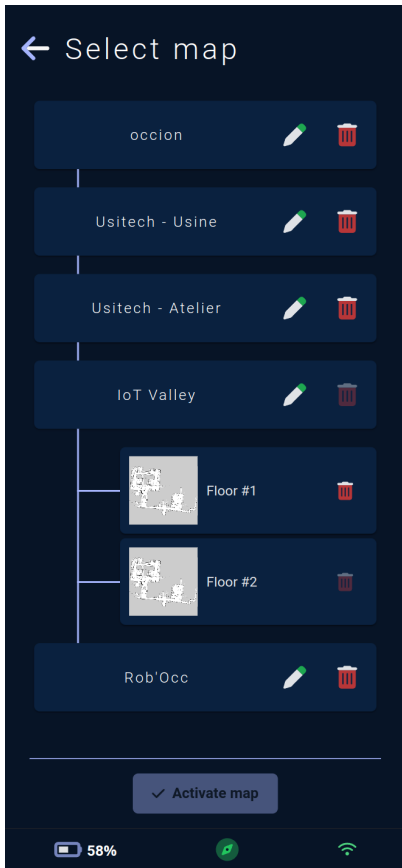 Select map
occion
Usitech - Usine
Usitech - Atelier
IoT Valley
Floor #1
Floor #2
Rob'Occ
Activate map
58%